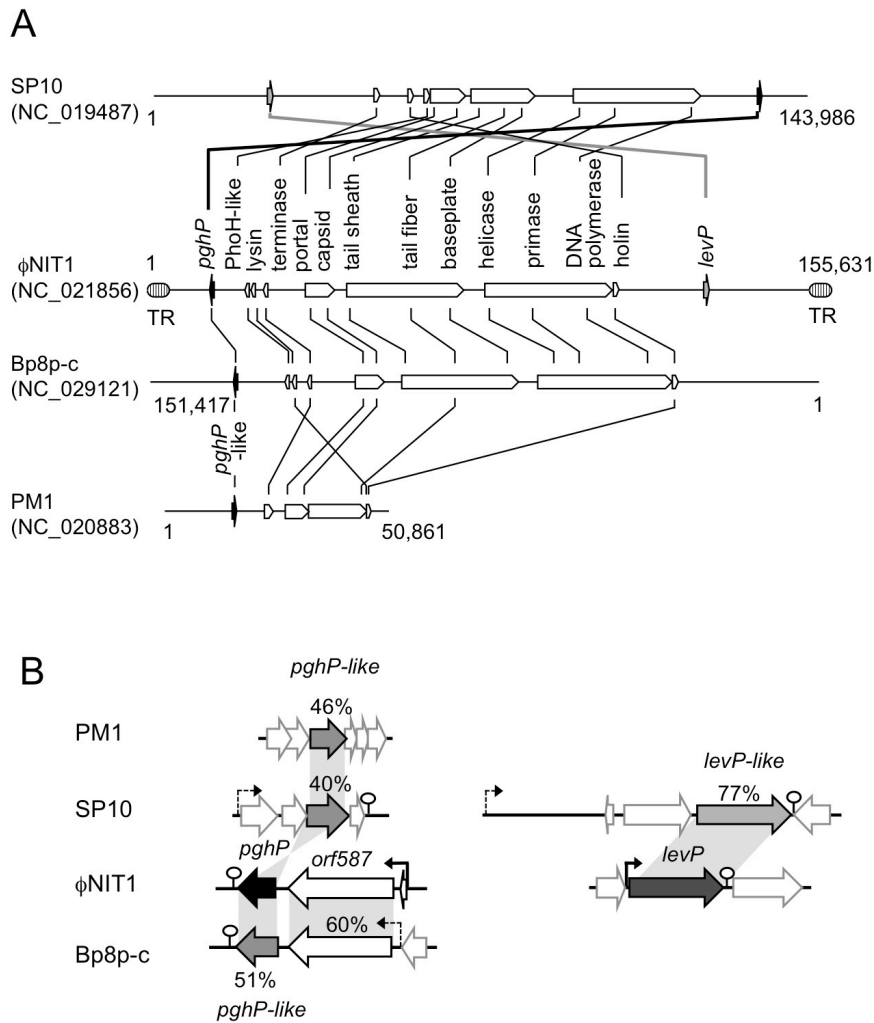 A
SP10
(NC_019487)
1
143,986
pghP
PhoH-like
lysin
terminase
portal
capsid
tail sheath
tail fiber
baseplate
helicase
primase
DNA
polymerase
holin
levP
1
155,631
ϕNIT1
(NC_021856)
TR
TR
Bp8p-c
(NC_029121)
151,417
1
pghP
-like
PM1
(NC_020883)
1
50,861
B
pghP-like
46%
PM1
levP-like
40%
77%
SP10
pghP
orf587
levP
ϕNIT1
60%
Bp8p-c
51%
pghP-like